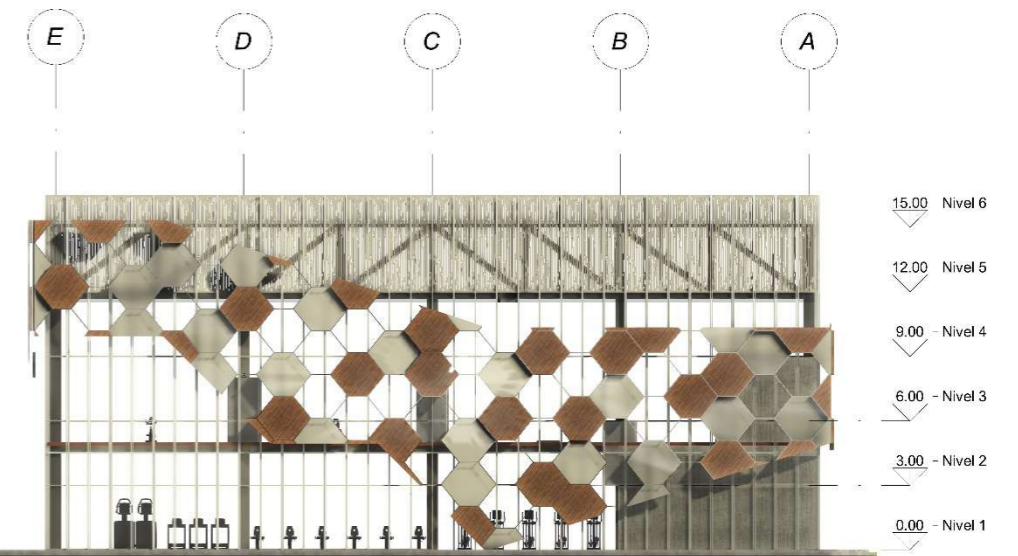 E D C B A
15.00 Nivel 6
12.00 Nivel 5
9.00 - Nivel 4
6.00 - Nivel 3
3.00 - Nivel 2
0.00 - Nivel 1